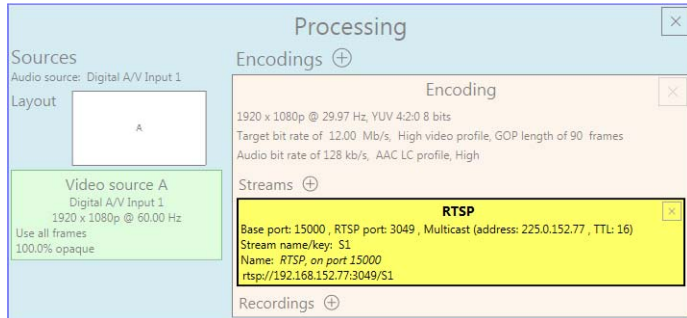 Processing
Sources
Audio source: Digital A/V Input 1
Layout
A
Video source A
Digital A/V Input 1
1920 x 1080p @ 60.00 Hz
Use all frames
100.0% opaque
Encodings
Encoding
1920 x 1080p @ 29.97 Hz, YUV 4:2:0 8 bits
Target bit rate of 12.00 Mb/s, High video profile, GOP length of 90 frames
Audio bit rate of 128 kb/s, AAC LC profile, High
Streams
RTSP
Base port: 15000 , RTSP port: 3049 , Multicast (address: 225.0.152.77 , TTL: 16)
Stream name/key: S1
Name: RTSP, on port 15000
rtsp://192.168.152.77:3049/S1
Recordings